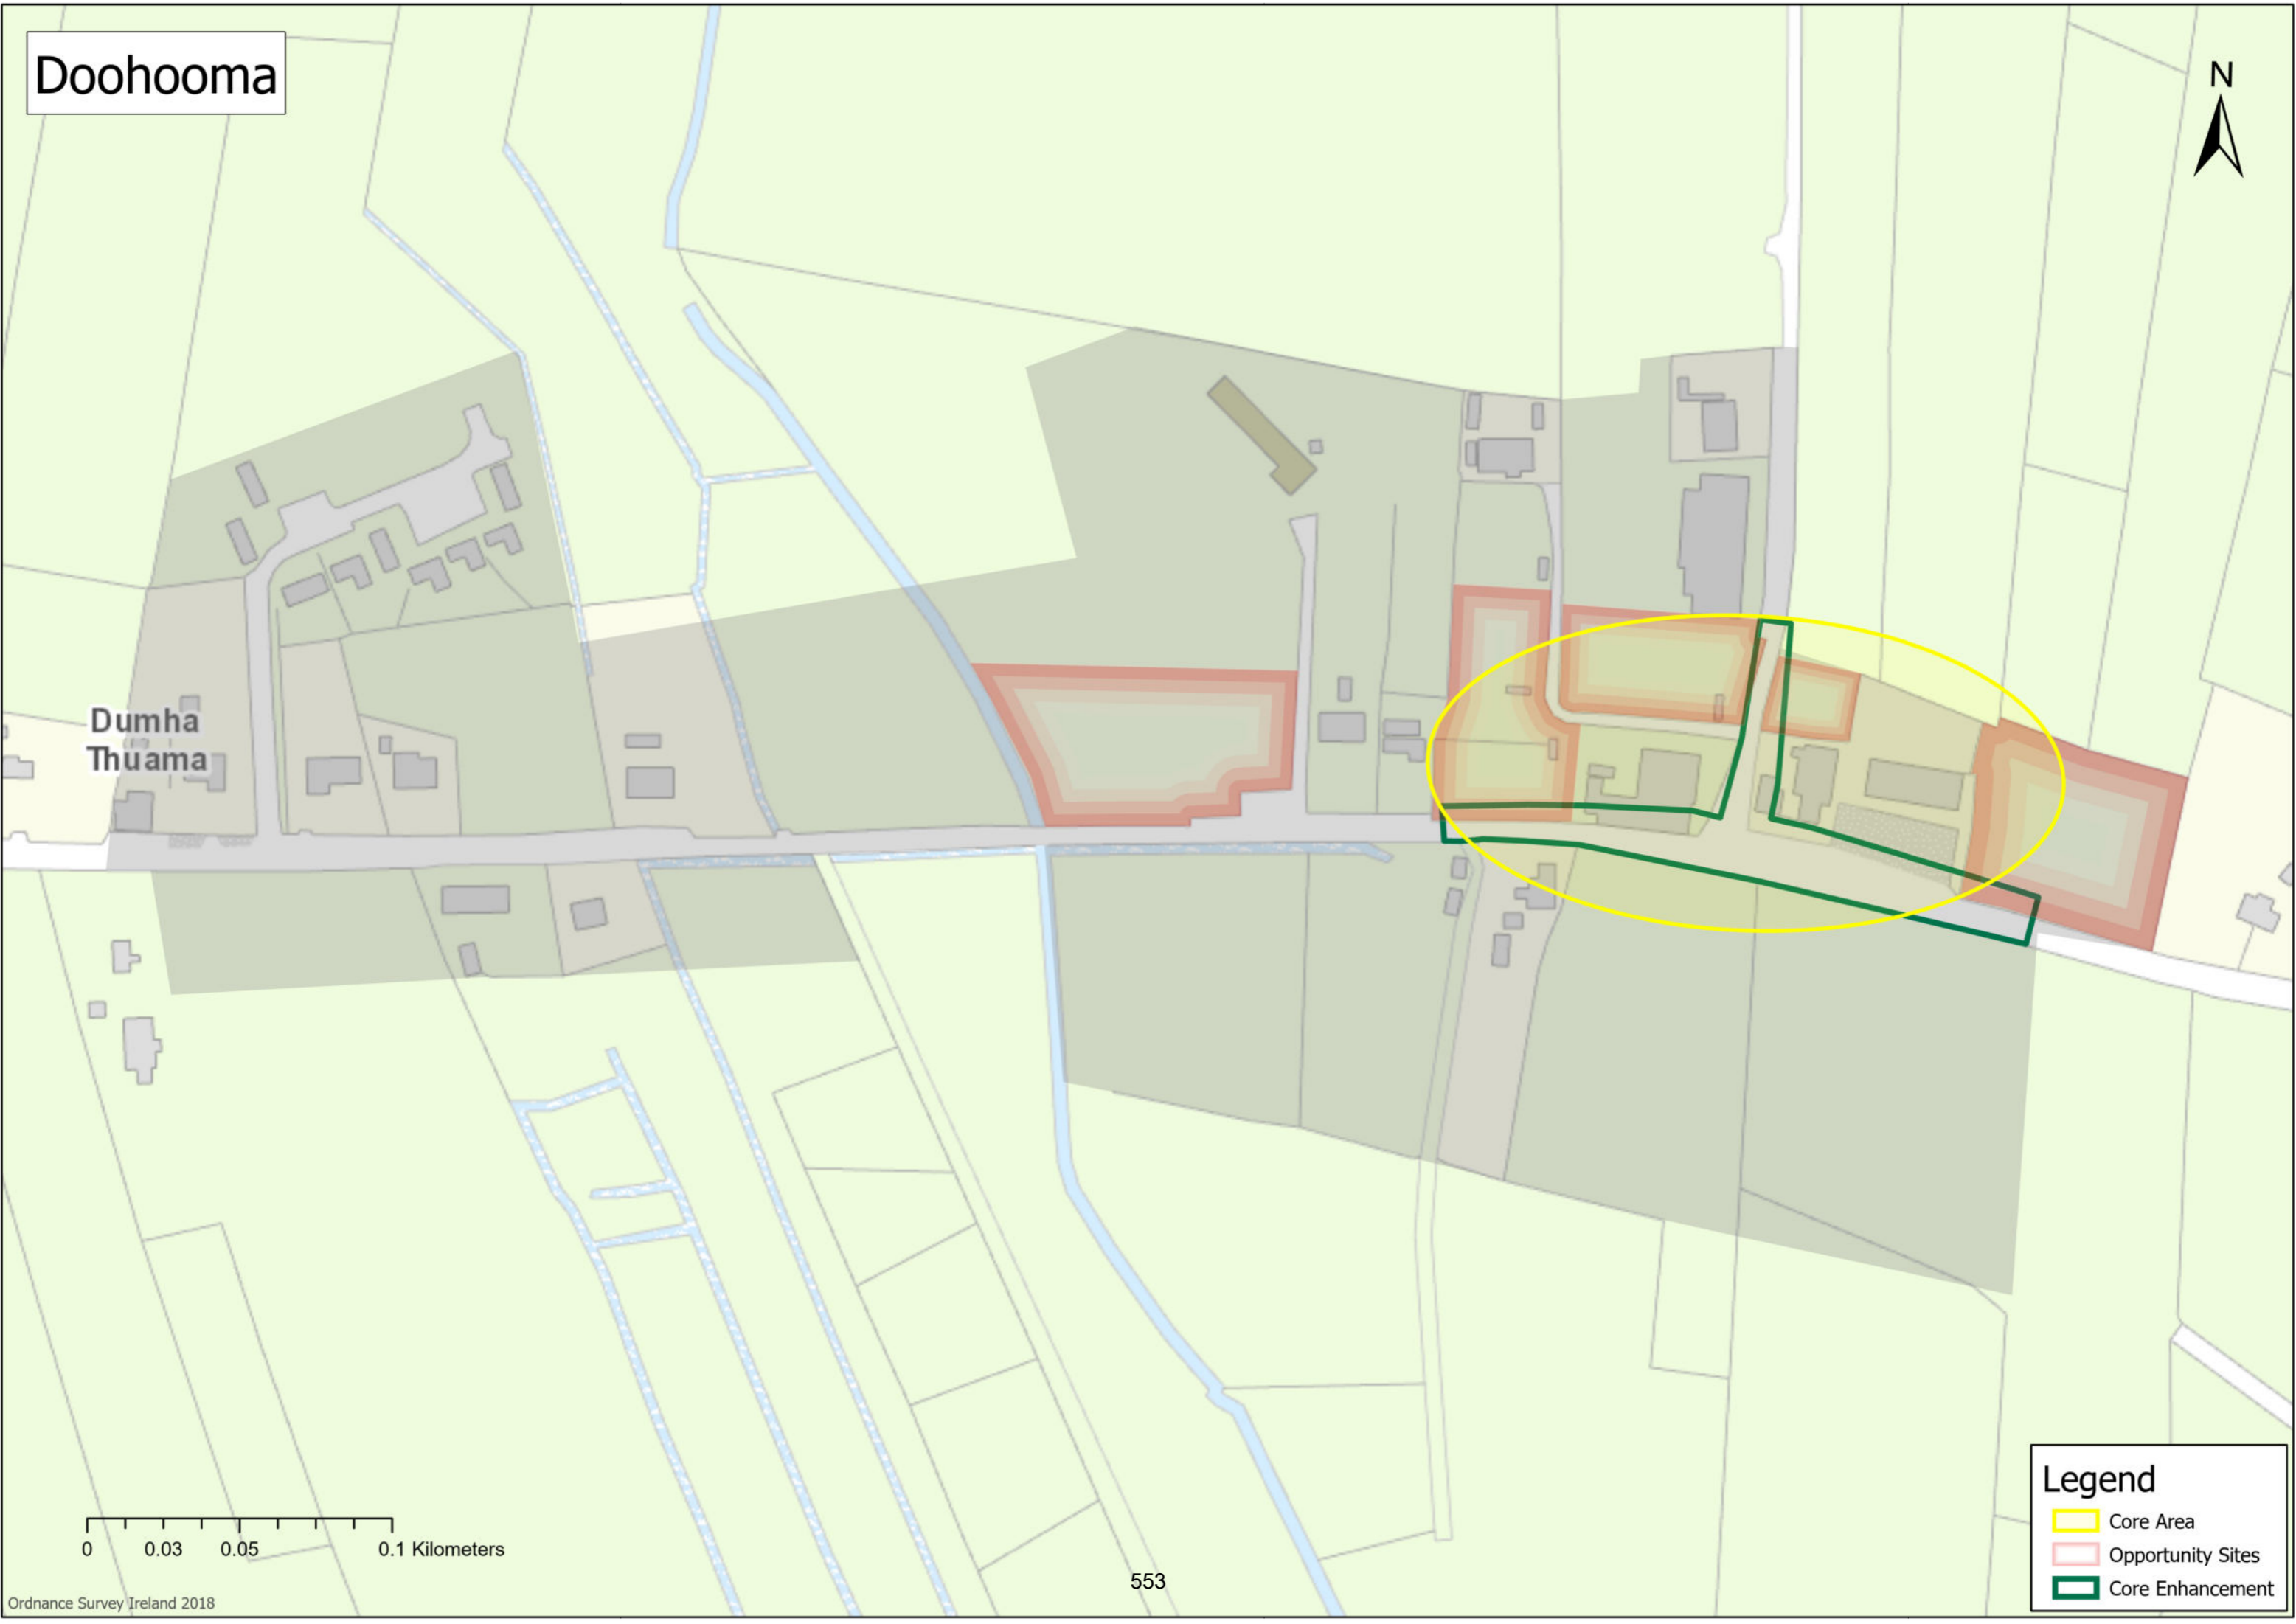 Doohooma
N
Dumha
Thuama
0 0.03 0.05 0.1 Kilometers
553
Ordnance Survey Ireland 2018
Legend
Core Area
Opportunity Sites
Core Enhancement